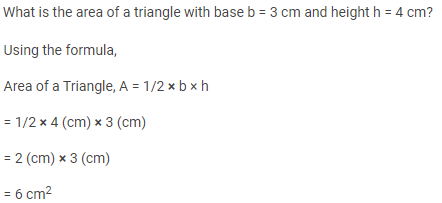 What is the area of a triangle with base b = 3 cm and height h = 4 cm?
Using the formula,
Area of a Triangle, A = 1/2 × b × h
= 1/2 × 4 (cm) × 3 (cm)
= 2 (cm) × 3 (cm)
= 6 cm²